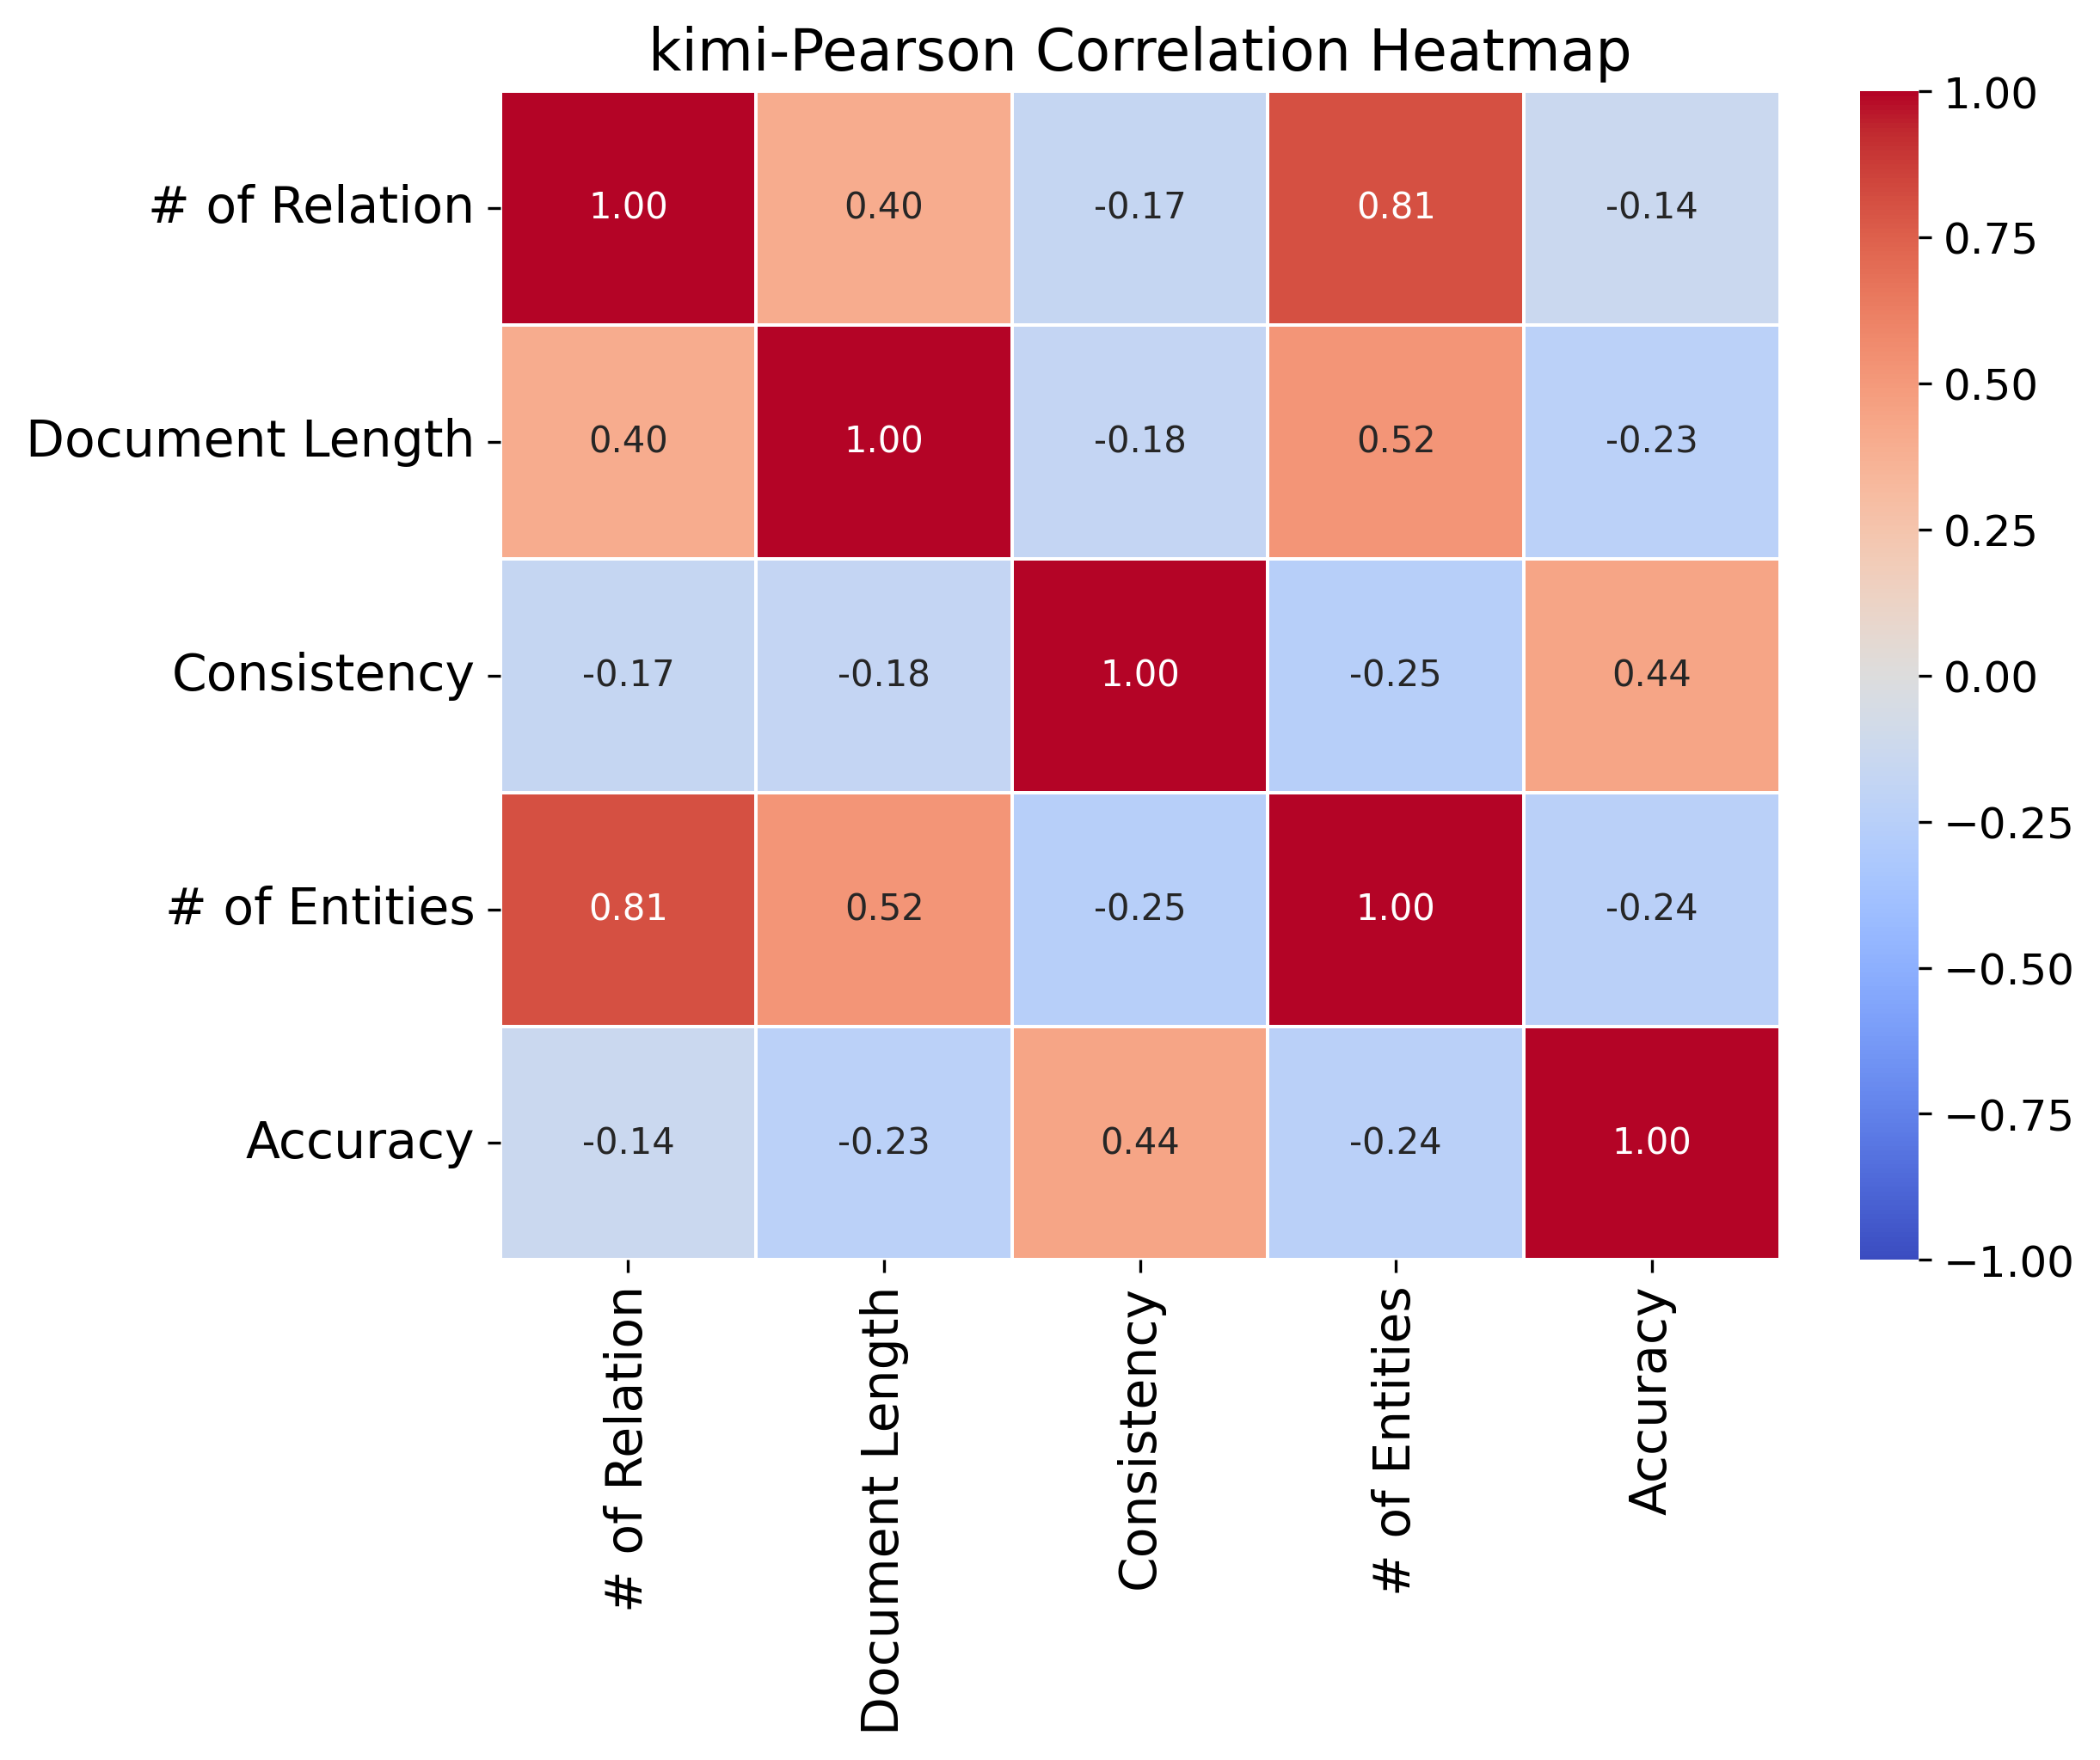 kimi-Pearson Correlation Heatmap
# of Relation 1.00 0.40 -0.17 0.81 -0.14
Document Length 0.40 1.00 -0.18 0.52 -0.23
Consistency -0.17 -0.18 1.00 -0.25 0.44
# of Entities 0.81 0.52 -0.25 1.00 -0.24
Accuracy -0.14 -0.23 0.44 -0.24 1.00
# of Relation
Document Length
Consistency
# of Entities
Accuracy
1.00
0.75
0.50
0.25
0.00
−0.25
−0.50
−0.75
−1.00